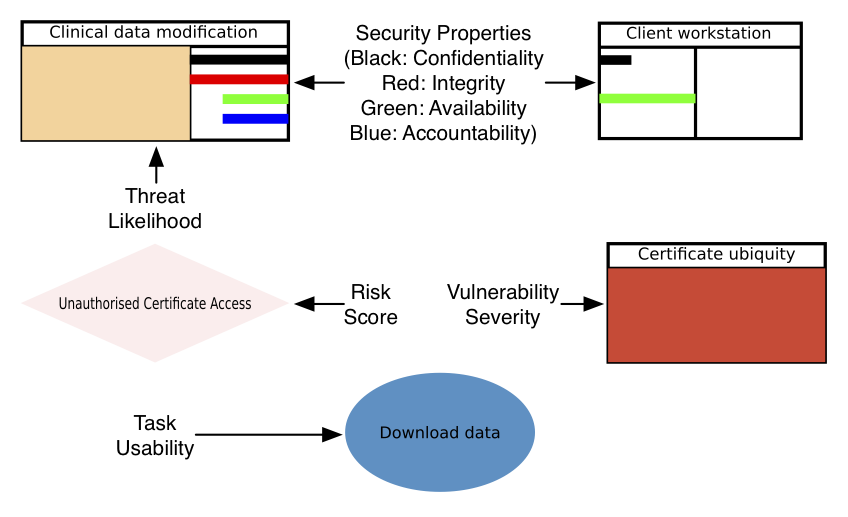 Clinical data modification
Security Properties
(Black: Confidentiality
Red: Integrity
Green: Availability
Blue: Accountability)
Client workstation
Threat
Likelihood
Unauthorised Certificate Access
Risk
Score
Vulnerability
Severity
Certificate ubiquity
Task
Usability
Download data